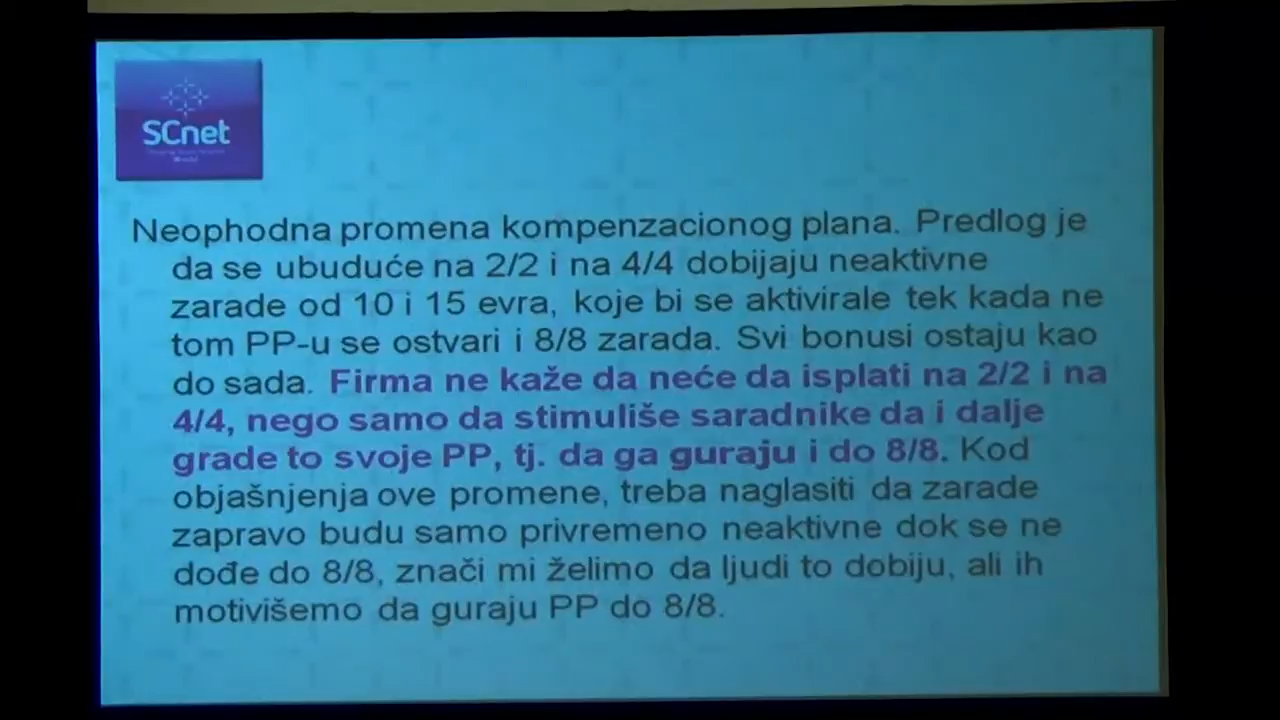 SCnet
Neophodna promena kompenzacionog plana. Predlog je
da se ubuduće na 2/2 i na 4/4 dobijaju neaktivne
zarade od 10 i 15 evra, koje bi se aktivirale tek kada ne
tom PP-u se ostvari i 8/8 zarada. Svi bonusi ostaju kao
do sada. Firma ne kaže da neće da isplati na 2/2 i na
4/4, nego samo da stimuliše saradnike da i dalje
grade to svoje PP, tj. da ga guraju i do 8/8. Kod
objašnjenja ove promene, treba naglasiti da zarade
zapravo budu samo privremeno neaktivne dok se ne
dođe do 8/8, znači mi želimo da ljudi to dobiju, ali ih
motivišemo da guraju PP do 8/8.